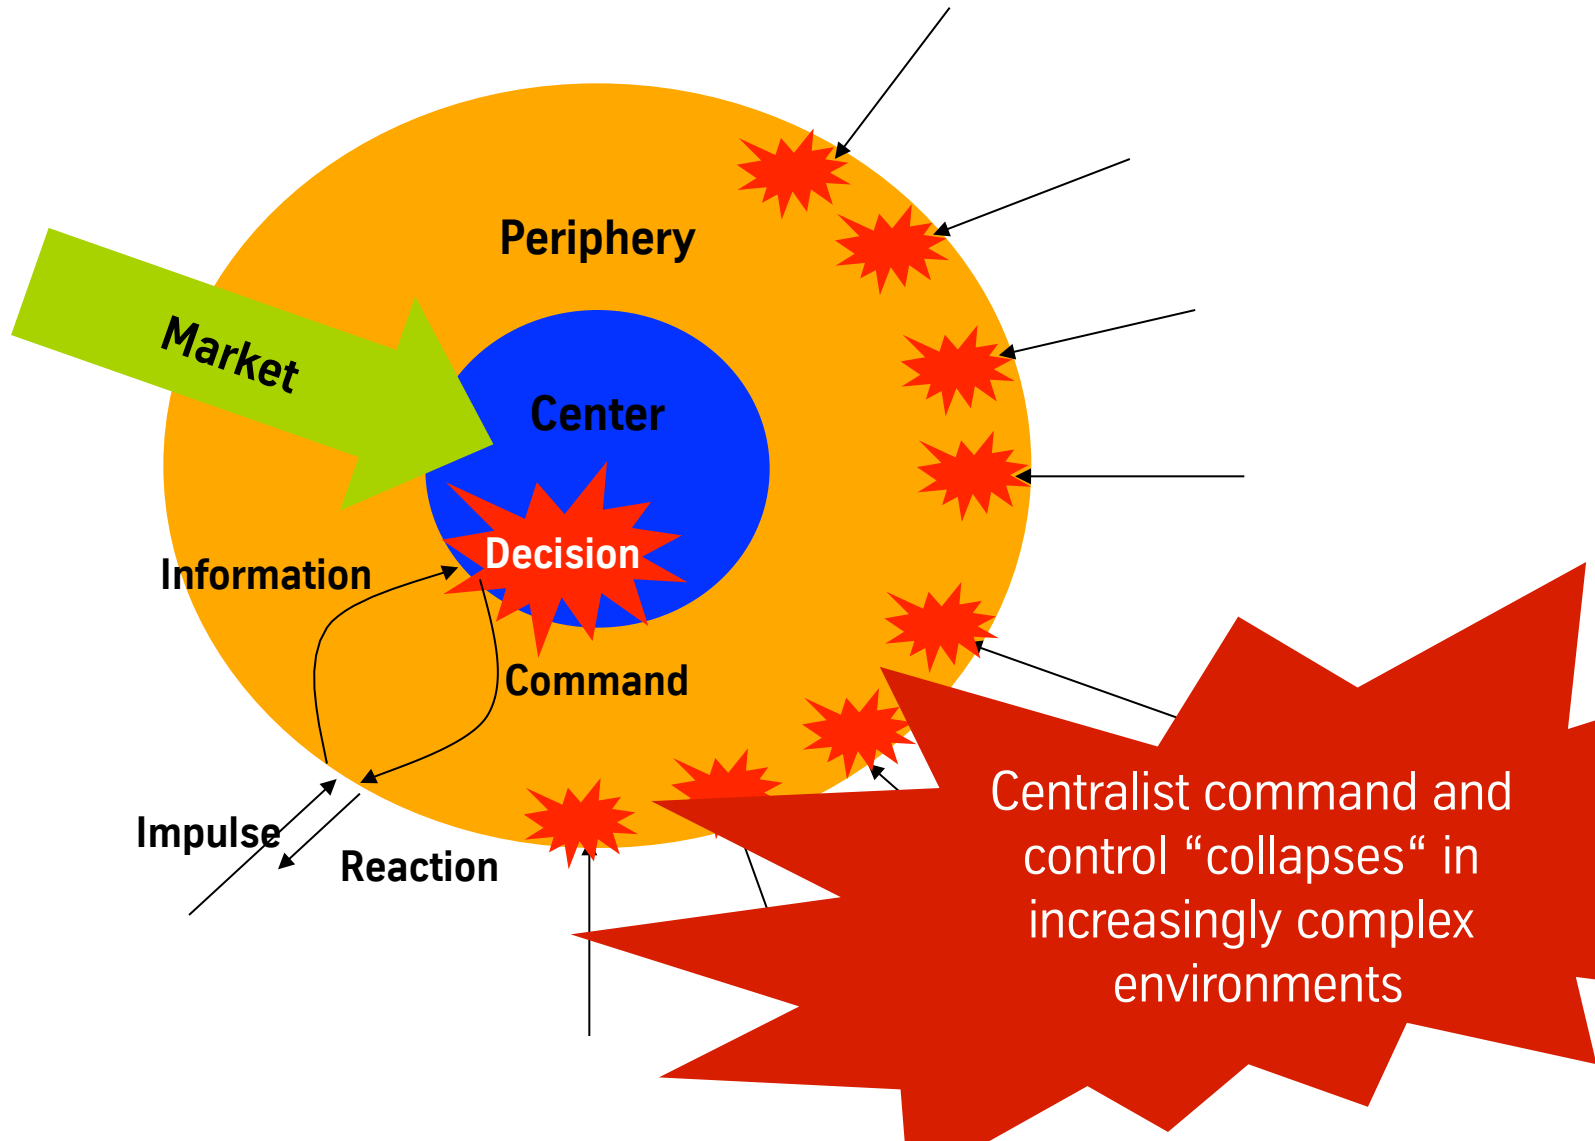 Periphery
Market
Center
Decision
Information
Command
Impulse
Reaction
Centralist command and
control “collapses“ in
increasingly complex
environments